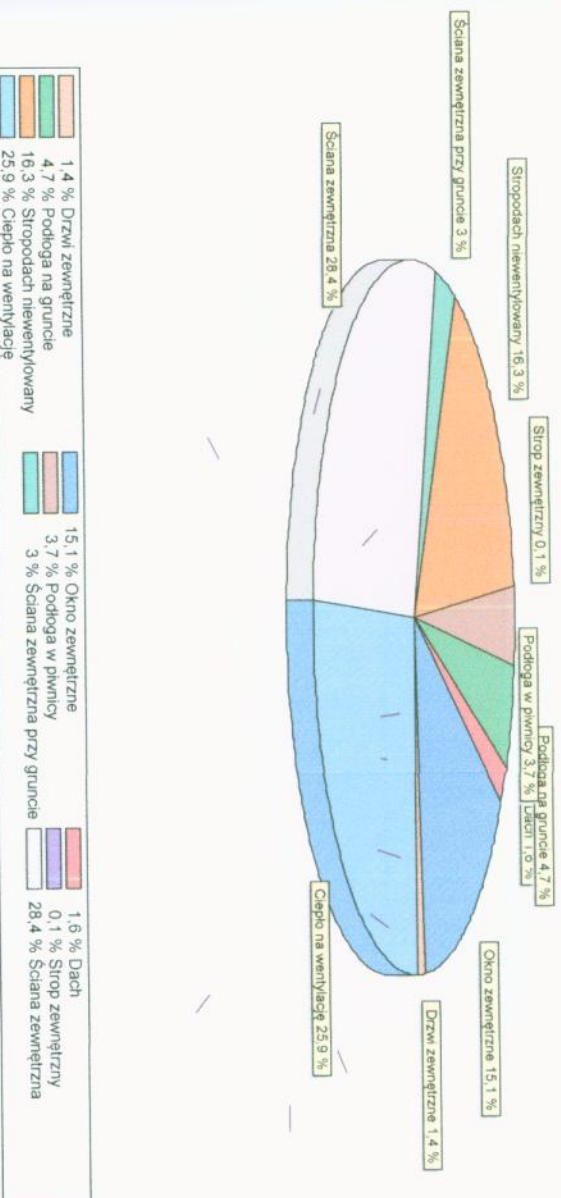 Ściana zewnętrzna przy gruncie 3 %
Stropodach niewentylowany 16,3 %
Strop zewnętrzny 0,1 %
Podłoga w piwnicy 3,7 %
Podłoga na gruncie 4,7 %
Dach 1,6 %
Okno zewnętrzne 15,1 %
Drzwi zewnętrzne 1,4 %
Ściana zewnętrzna 28,4 %
Ciepło na wentylację 25,9 %
1,4 % Drzwi zewnętrzne
4,7 % Podłoga na gruncie
16,3 % Stropodach niewentylowany
25,9 % Ciepło na wentylację
15,1 % Okno zewnętrzne
3,7 % Podłoga w piwnicy
3 % Ściana zewnętrzna przy gruncie
1,6 % Dach
0,1 % Strop zewnętrzny
28,4 % Ściana zewnętrzna